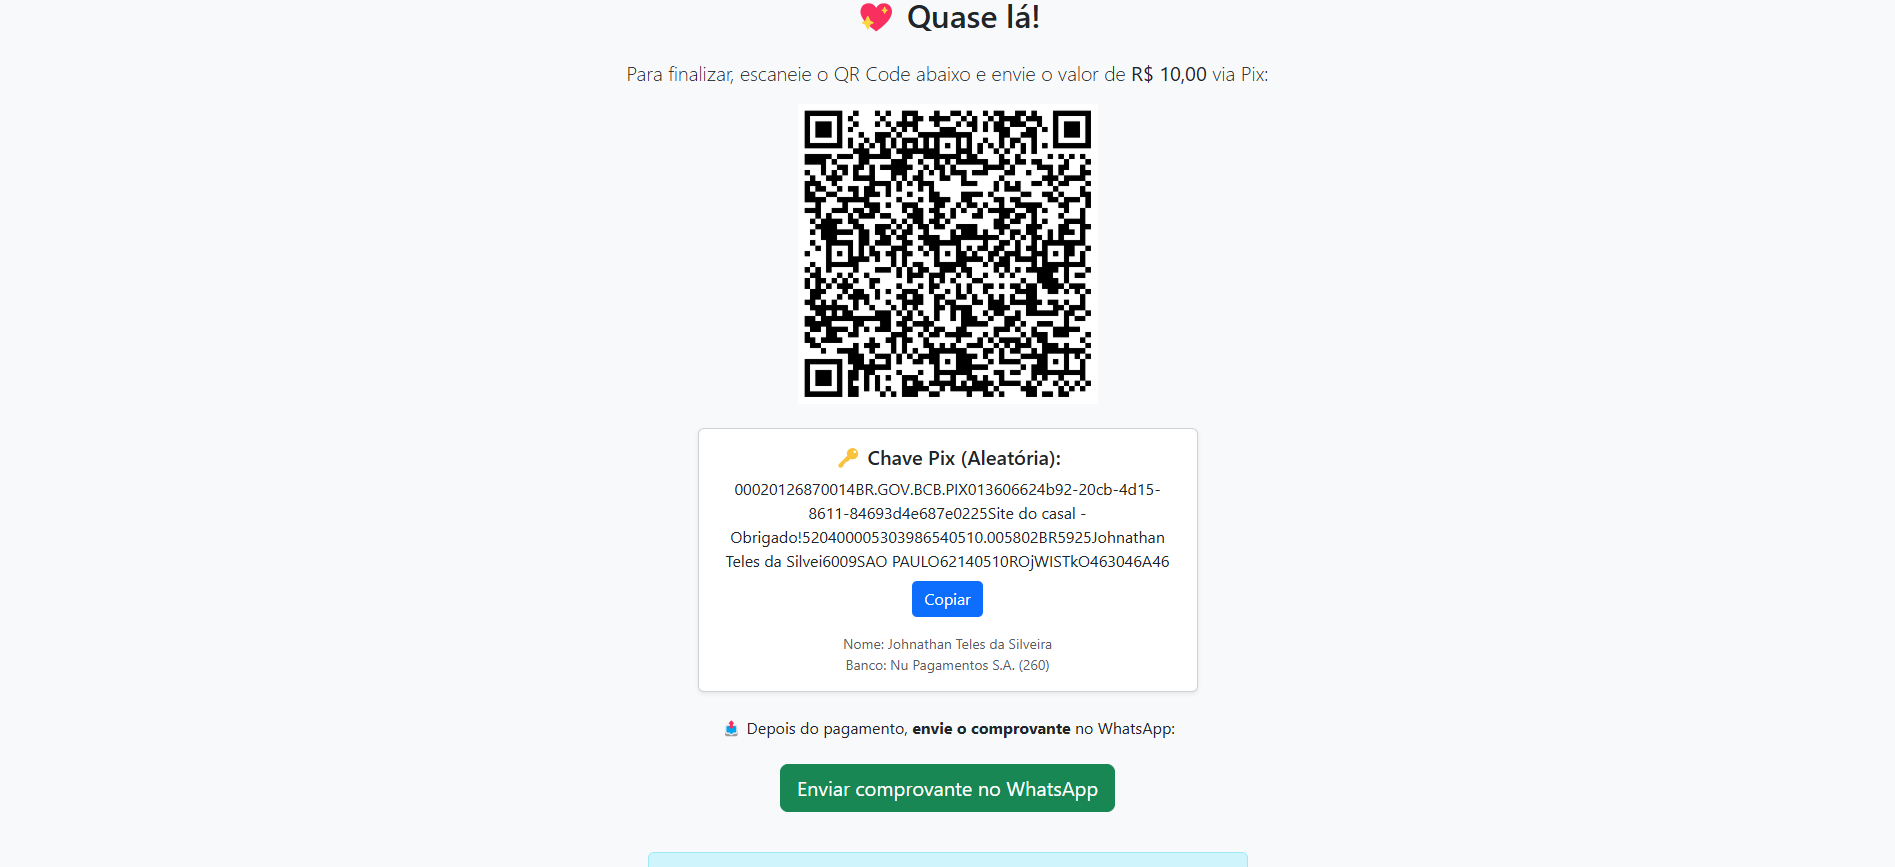 Quase lá!
Para finalizar, escaneie o QR Code abaixo e envie o valor de R$ 10,00 via Pix:
Chave Pix (Aleatória):
00020126870014BR.GOV.BCB.PIX013606624b92-20cb-4d15-
8611-84693d4e687e0225Site do casal -
Obrigado!520400005303986540510.005802BR5925Johnathan
Teles da Silvei6009SAO PAULO62140510ROjWISTkO463046A46
Copiar
Nome: Johnathan Teles da Silveira
Banco: Nu Pagamentos S.A. (260)
Depois do pagamento, envie o comprovante no WhatsApp:
Enviar comprovante no WhatsApp